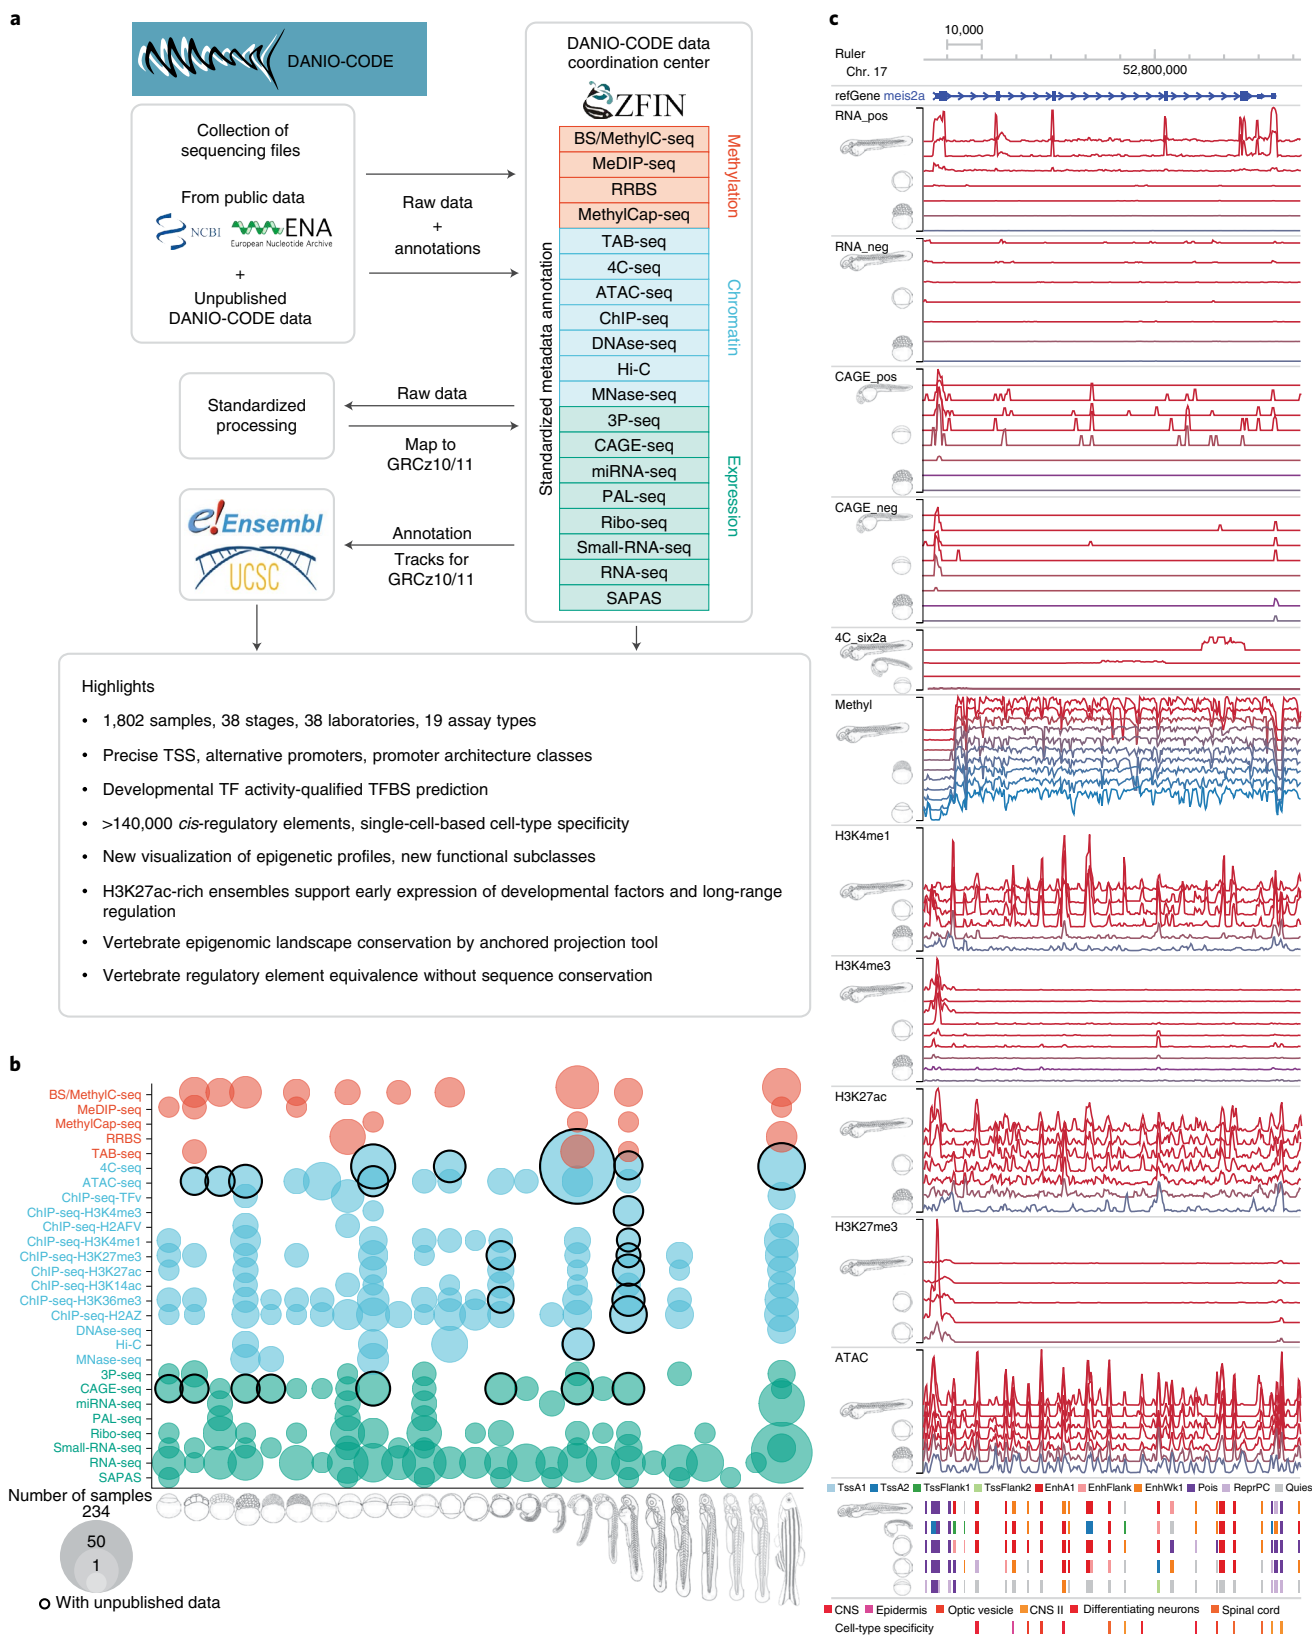 a
DANIO-CODE
Collection of
sequencing files
From public data
NCBI
ENA
European Nucleotide Archive
+
Unpublished
DANIO-CODE data
Raw data
+
annotations
DANIO-CODE data
coordination center
ZFIN
Standardized metadata annotation
BS/MethylC-seq
MeDIP-seq
RRBS
MethylCap-seq
TAB-seq
4C-seq
ATAC-seq
ChIP-seq
DNAse-seq
Hi-C
MNase-seq
3P-seq
CAGE-seq
miRNA-seq
PAL-seq
Ribo-seq
Small-RNA-seq
RNA-seq
SAPAS
Methylation
Chromatin
Expression
Standardized
processing
Raw data
Map to
GRCz10/11
e!Ensembl
UCSC
Annotation
Tracks for
GRCz10/11
Highlights
• 1,802 samples, 38 stages, 38 laboratories, 19 assay types
• Precise TSS, alternative promoters, promoter architecture classes
• Developmental TF activity-qualified TFBS prediction
• >140,000 cis-regulatory elements, single-cell-based cell-type specificity
• New visualization of epigenetic profiles, new functional subclasses
• H3K27ac-rich ensembles support early expression of developmental factors and long-range
regulation
• Vertebrate epigenomic landscape conservation by anchored projection tool
• Vertebrate regulatory element equivalence without sequence conservation
b
BS/MethylC-seq
MeDIP-seq
MethylCap-seq
RRBS
TAB-seq
4C-seq
ATAC-seq
ChIP-seq-TFv
ChIP-seq-H3K4me3
ChIP-seq-H2AFV
ChIP-seq-H3K4me1
ChIP-seq-H3K27me3
ChIP-seq-H3K27ac
ChIP-seq-H3K14ac
ChIP-seq-H3K36me3
ChIP-seq-H2AZ
DNAse-seq
Hi-C
MNase-seq
3P-seq
CAGE-seq
miRNA-seq
PAL-seq
Ribo-seq
Small-RNA-seq
RNA-seq
SAPAS
Number of samples
234
50
1
With unpublished data
c
10,000
Ruler
Chr. 17
52,800,000
refGene meis2a
RNA_pos
RNA_neg
CAGE_pos
CAGE_neg
4C_six2a
Methyl
H3K4me1
H3K4me3
H3K27ac
H3K27me3
ATAC
TssA1 TssA2 TssFlank1 TssFlank2 EnhA1 EnhFlank EnhWk1 Pois ReprPC Quies
CNS Epidermis Optic vesicle CNS II Differentiating neurons Spinal cord
Cell-type specificity